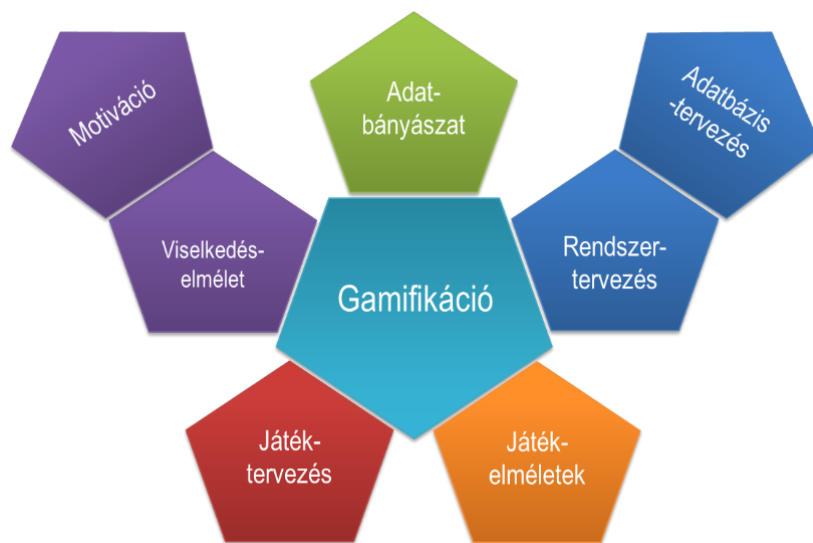 Motiváció
Adat-
bányászat
Adatbázis
-tervezés
Viselkedés-
elmélet
Gamifikáció
Rendszer-
tervezés
Játék-
tervezés
Játék-
elméletek